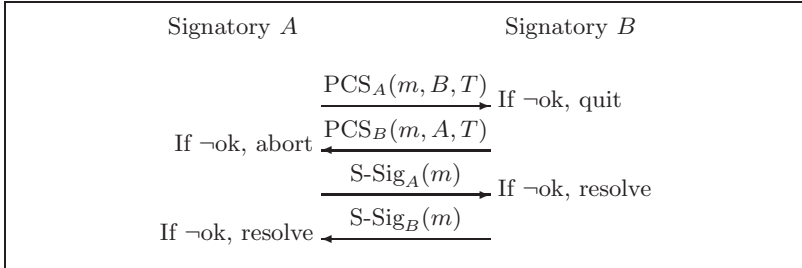 Signatory A Signatory B
PCS_A(m, B, T)
If ¬ok, quit
PCS_B(m, A, T)
If ¬ok, abort
S-Sig_A(m)
If ¬ok, resolve
S-Sig_B(m)
If ¬ok, resolve